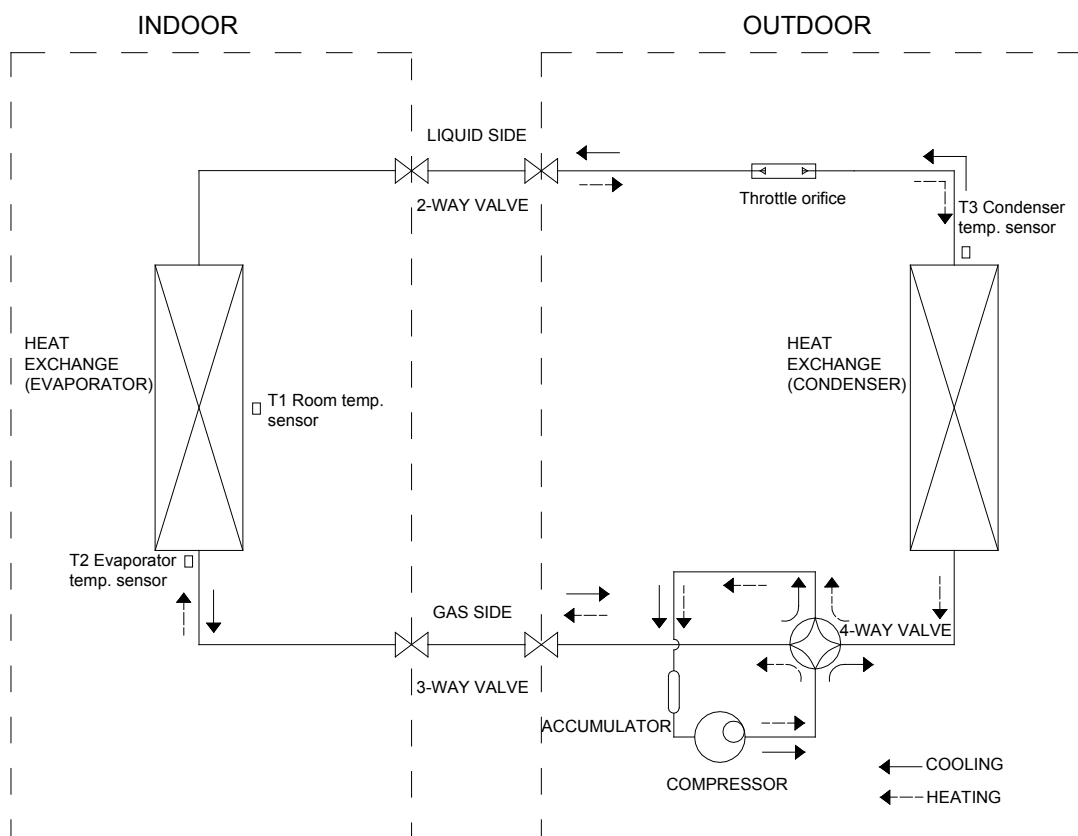 INDOOR
OUTDOOR
LIQUID SIDE
2-WAY VALVE
Throttle orifice
T3 Condenser
temp. sensor
HEAT
EXCHANGE
(EVAPORATOR)
T1 Room temp.
sensor
HEAT
EXCHANGE
(CONDENSER)
T2 Evaporator
temp. sensor
GAS SIDE
3-WAY VALVE
4-WAY VALVE
ACCUMULATOR
COMPRESSOR
COOLING
HEATING